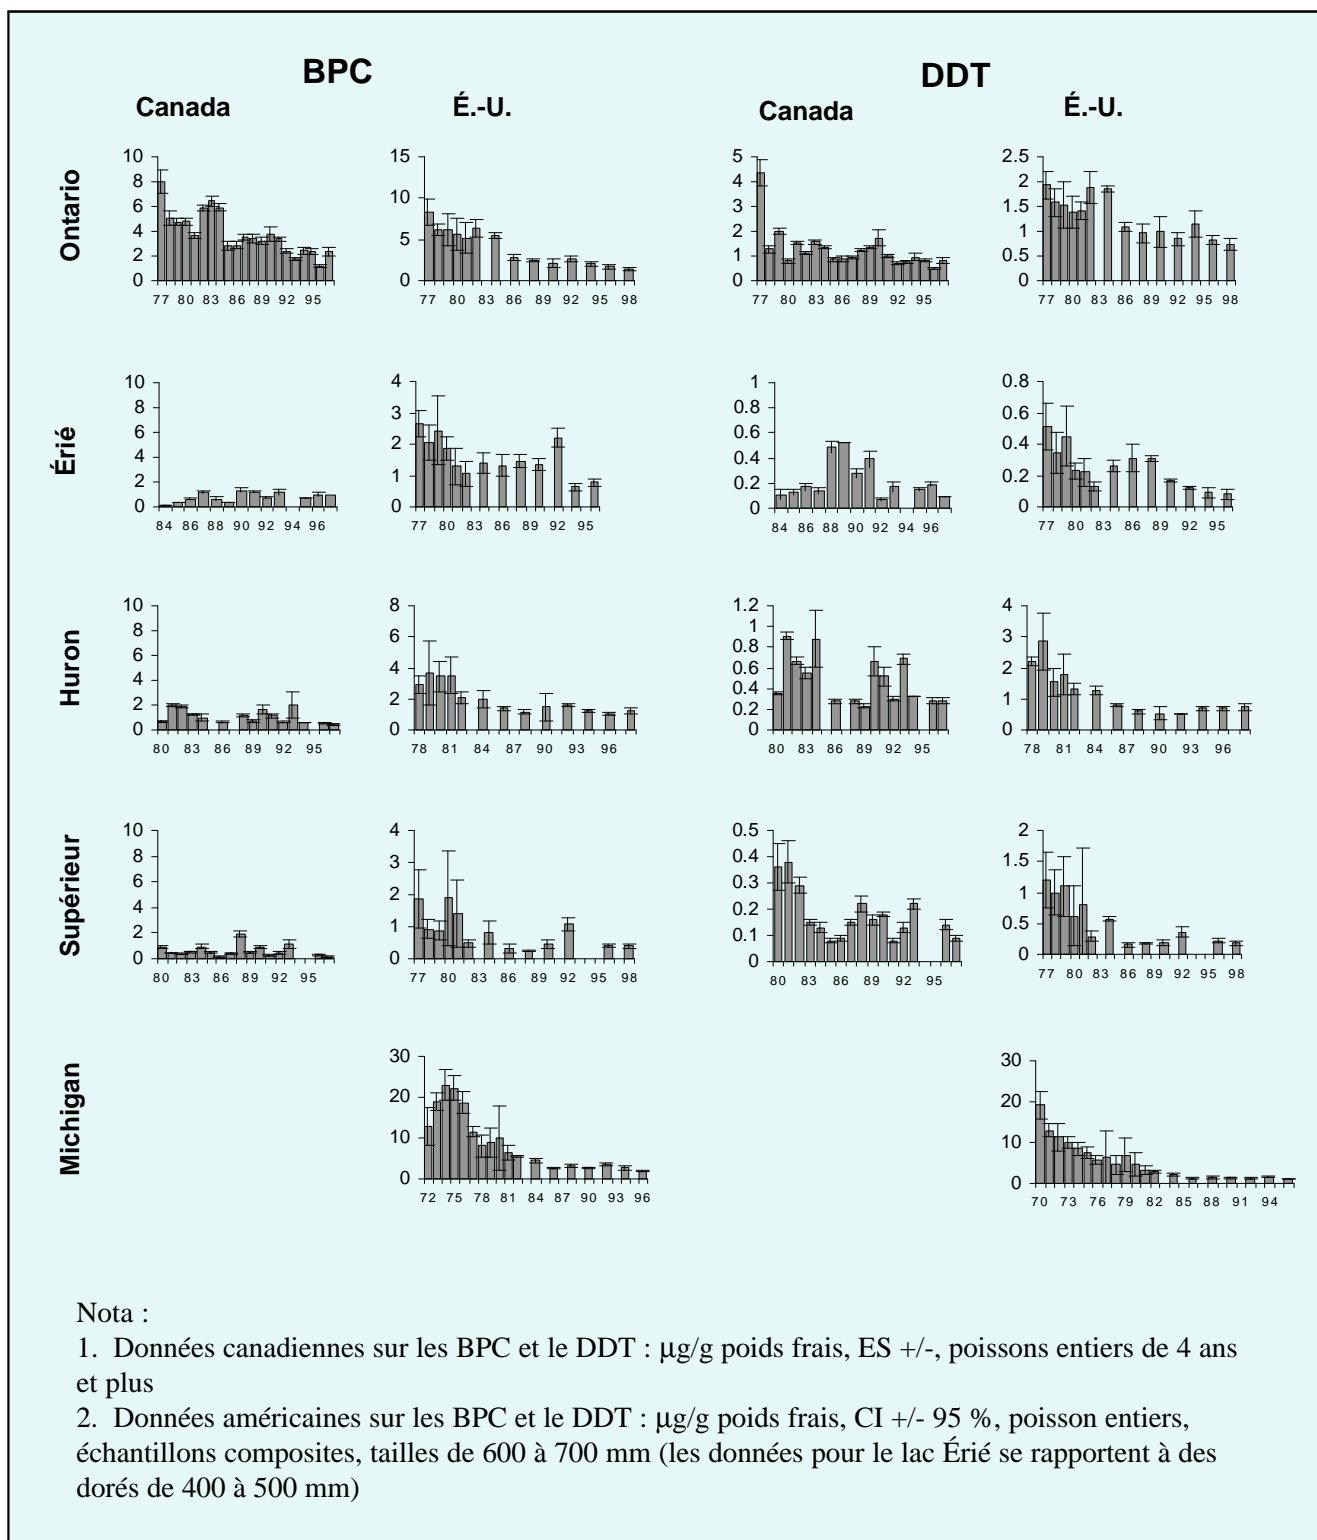 BPC
DDT
Canada
É.-U.
Canada
É.-U.
Ontario
10
8
6
4
2
0
77 80 83 86 89 92 95
15
10
5
0
77 80 83 86 89 92 95 98
5
4
3
2
1
0
77 80 83 86 89 92 95
2.5
2
1.5
1
0.5
0
77 80 83 86 89 92 95 98
Érié
10
8
6
4
2
0
84 86 88 90 92 94 96
4
3
2
1
0
77 80 83 86 89 92 95
1
0.8
0.6
0.4
0.2
0
84 86 88 90 92 94 96
0.8
0.6
0.4
0.2
0
77 80 83 86 89 92 95
Huron
10
8
6
4
2
0
80 83 86 89 92 95
8
6
4
2
0
78 81 84 87 90 93 96
1.2
1
0.8
0.6
0.4
0.2
0
80 83 86 89 92 95
4
3
2
1
0
78 81 84 87 90 93 96
Supérieur
10
8
6
4
2
0
80 83 86 89 92 95
4
3
2
1
0
77 80 83 86 89 92 95 98
0.5
0.4
0.3
0.2
0.1
0
80 83 86 89 92 95
2
1.5
1
0.5
0
77 80 83 86 89 92 95 98
Michigan
30
20
10
0
72 75 78 81 84 87 90 93 96
30
20
10
0
70 73 76 79 82 85 88 91 94
Nota :
1. Données canadiennes sur les BPC et le DDT : µg/g poids frais, ES +/-, poissons entiers de 4 ans
et plus
2. Données américaines sur les BPC et le DDT : µg/g poids frais, CI +/- 95 %, poisson entiers,
échantillons composites, tailles de 600 à 700 mm (les données pour le lac Érié se rapportent à des
dorés de 400 à 500 mm)